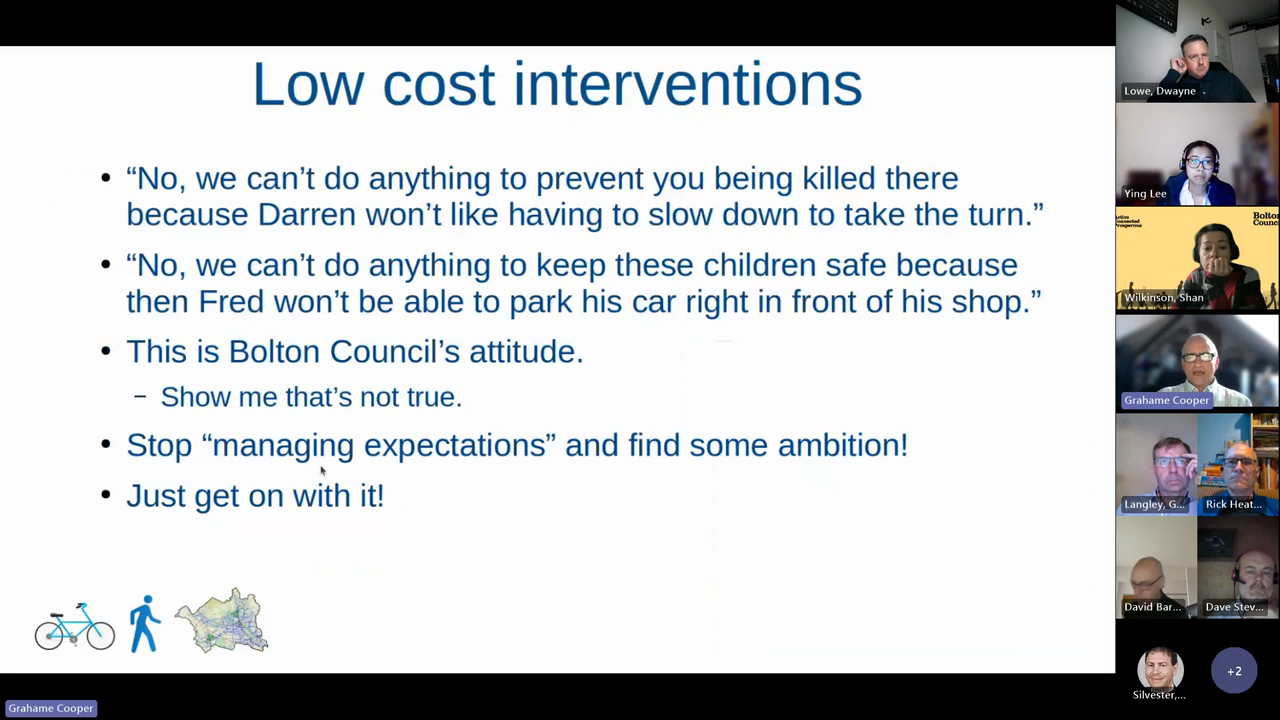 Low cost interventions
• “No, we can’t do anything to prevent you being killed there
because Darren won’t like having to slow down to take the turn.”
• “No, we can’t do anything to keep these children safe because
then Fred won’t be able to park his car right in front of his shop.”
• This is Bolton Council’s attitude.
– Show me that’s not true.
• Stop “managing expectations” and find some ambition!
• Just get on with it!
Grahame Cooper
Lowe, Dwayne
Ying Lee
Connected
Prosperous
Bolton
Wilkinson, Shan
Grahame Cooper
Langley, G...
Rick Heat...
David Bar...
Dave Stev...
Silvester,...
+2